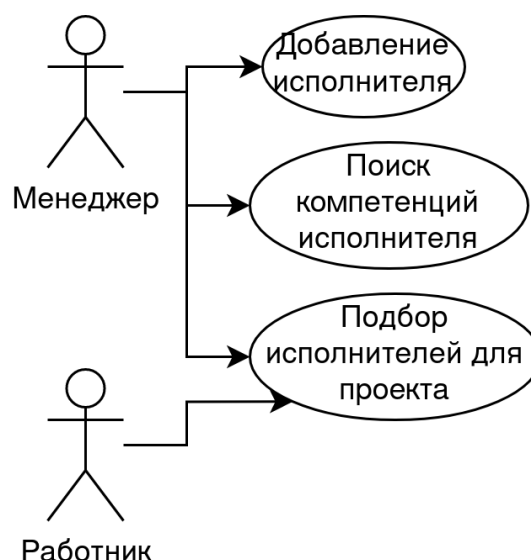 Добавление
исполнителя
Менеджер
Поиск
компетенций
исполнителя
Подбор
исполнителей для
проекта
Работник